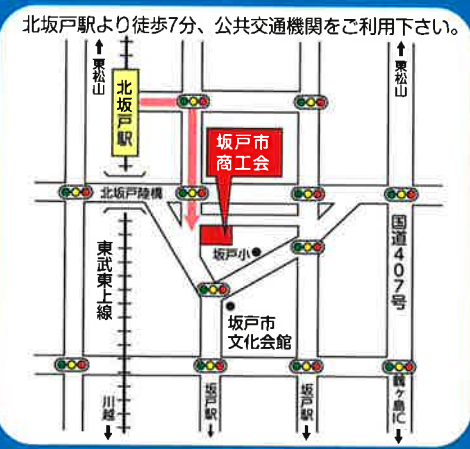 北坂戸駅より徒歩7分、公共交通機関をご利用下さい。
東松山
東松山
北坂戸駅
坂戸市
商工会
北坂戸陸橋
坂戸小
国道407号
東武東上線
坂戸市
文化会館
川越
坂戸駅
坂戸駅
鶴ヶ島IC